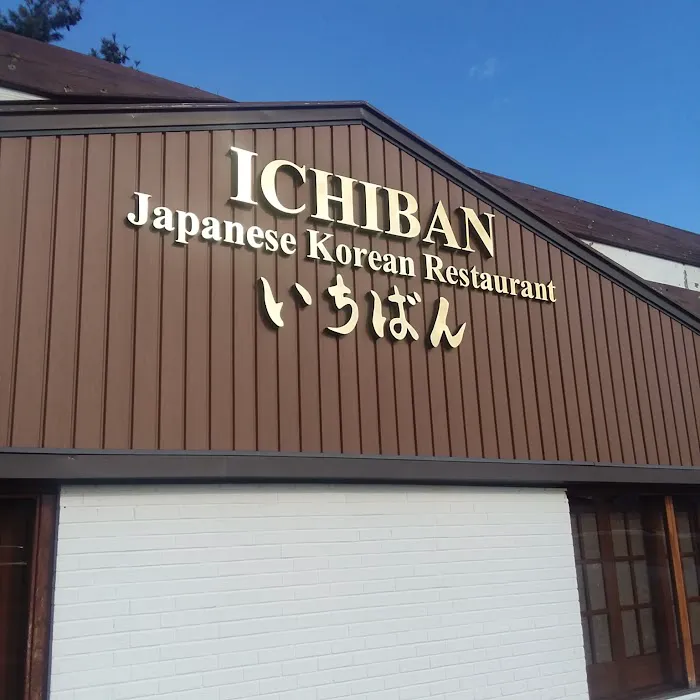 ICHIBAN
Japanese Korean Restaurant
いちばん